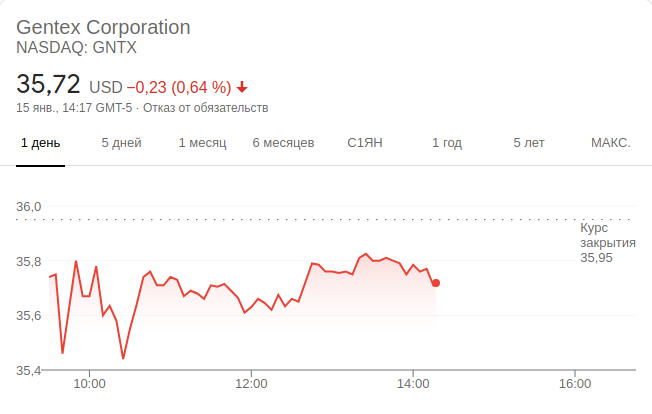 Gentex Corporation
NASDAQ: GNTX
35,72 USD −0,23 (0,64 %)
15 янв., 14:17 GMT-5 · Отказ от обязательств
1 день 5 дней 1 месяц 6 месяцев С1ЯН 1 год 5 лет МАКС.
36,0
Курс
закрытия
35,95
35,8
35,6
35,4
10:00 12:00 14:00 16:00